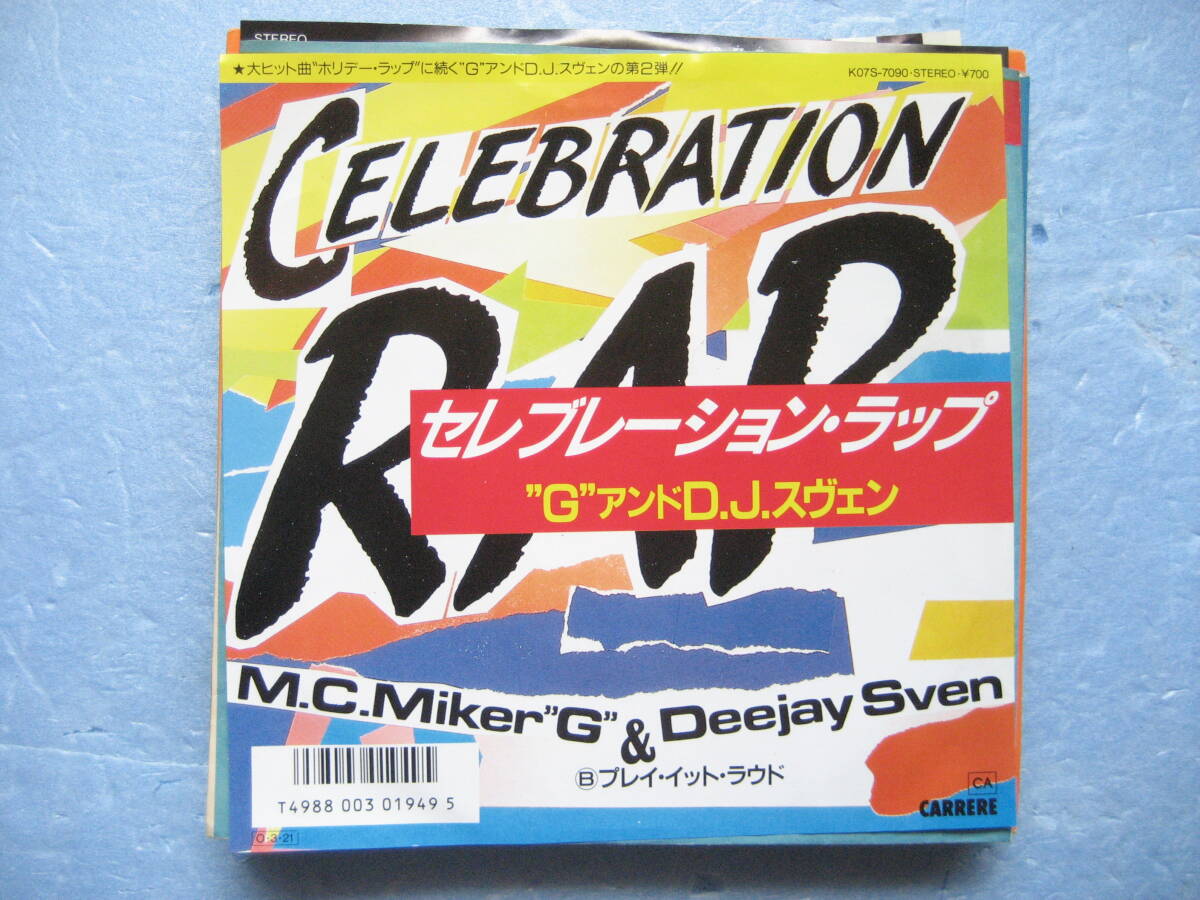 STEREO
★大ヒット曲"ホリデー・ラップ"に続く"G"アンドD.J.スヴェンの第2弾!!
K07S-7090・STEREO・¥700
CELEBRATION
RAP
セレブレーション・ラップ
"G"アンドD.J.スヴェン
M.C.Miker"G" & Deejay Sven
Ⓑプレイ・イット・ラウド
T4988 003 01949 5
CA
CARRERE
O・3・21